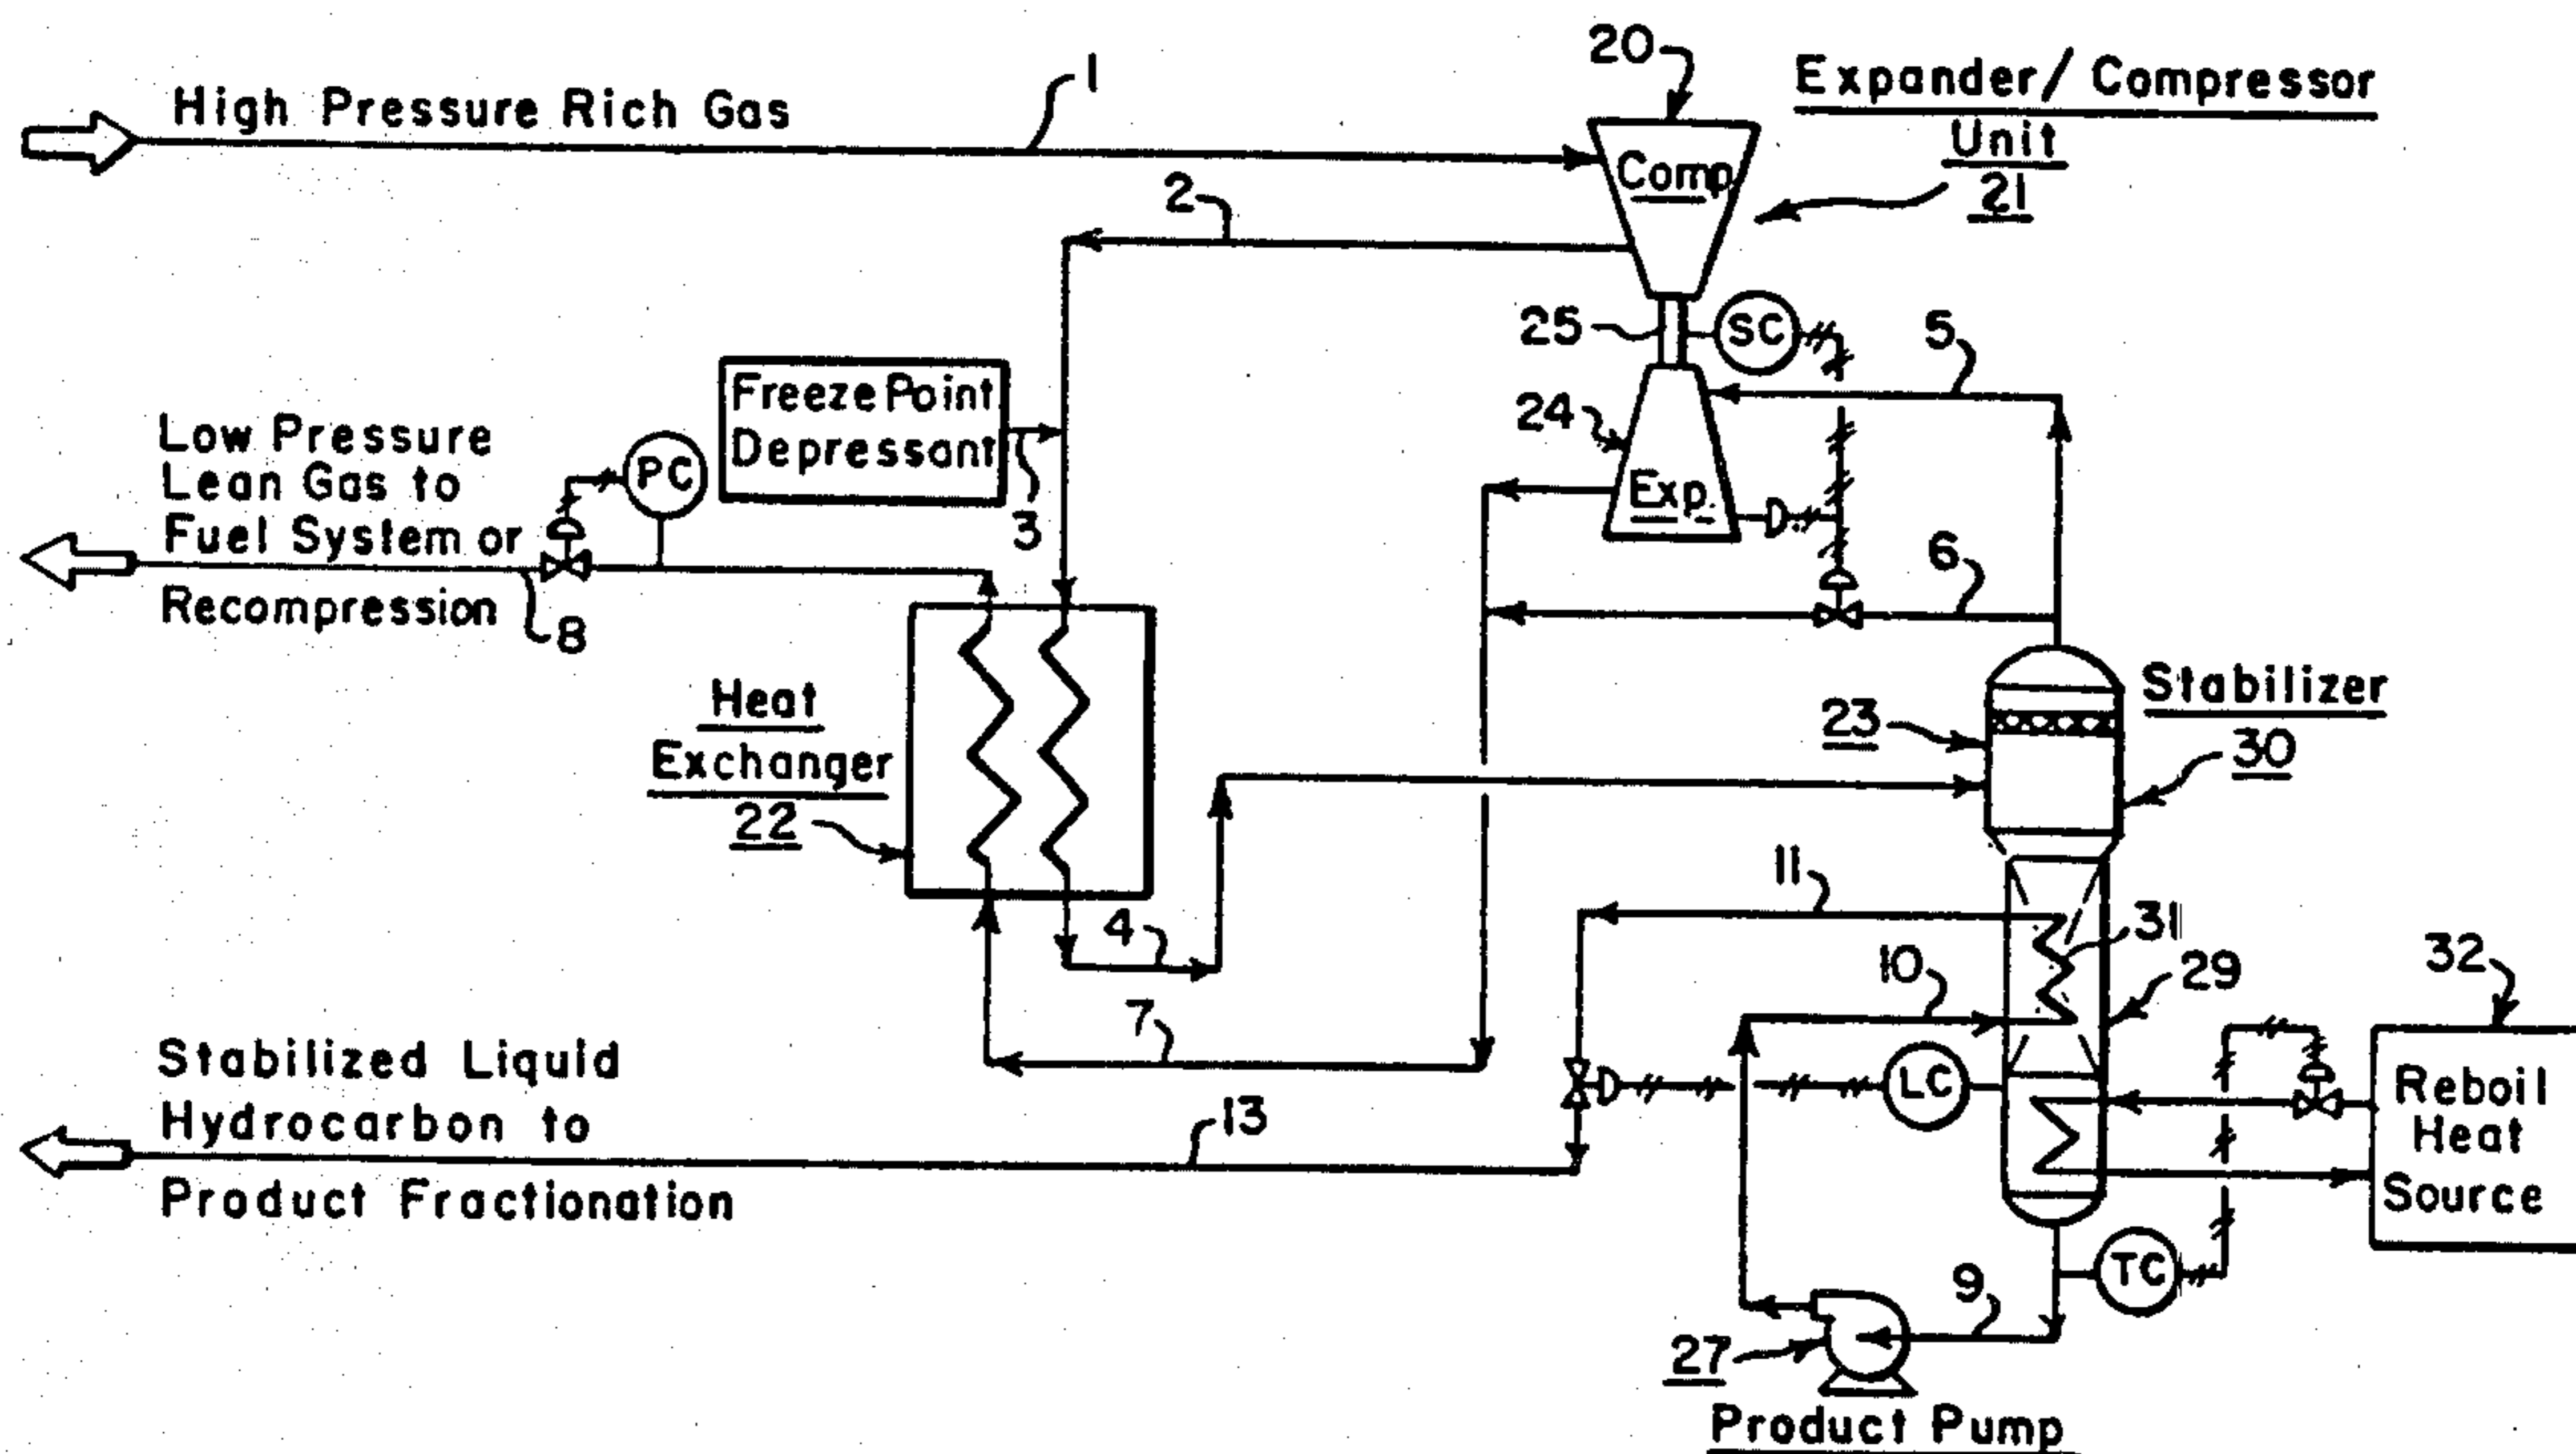 High Pressure Rich Gas
1
20
Expander/Compressor
Unit
21
Comp.
2
25
SC
5
Freeze Point
Depressant
3
24
Exp.
Low Pressure
Lean Gas to
Fuel System or
Recompression
PC
8
6
Heat
Exchanger
22
23
Stabilizer
30
4
11
31
10
29
32
7
LC
Reboil
Heat
Source
Stabilized Liquid
Hydrocarbon to
Product Fractionation
13
TC
9
27
Product Pump